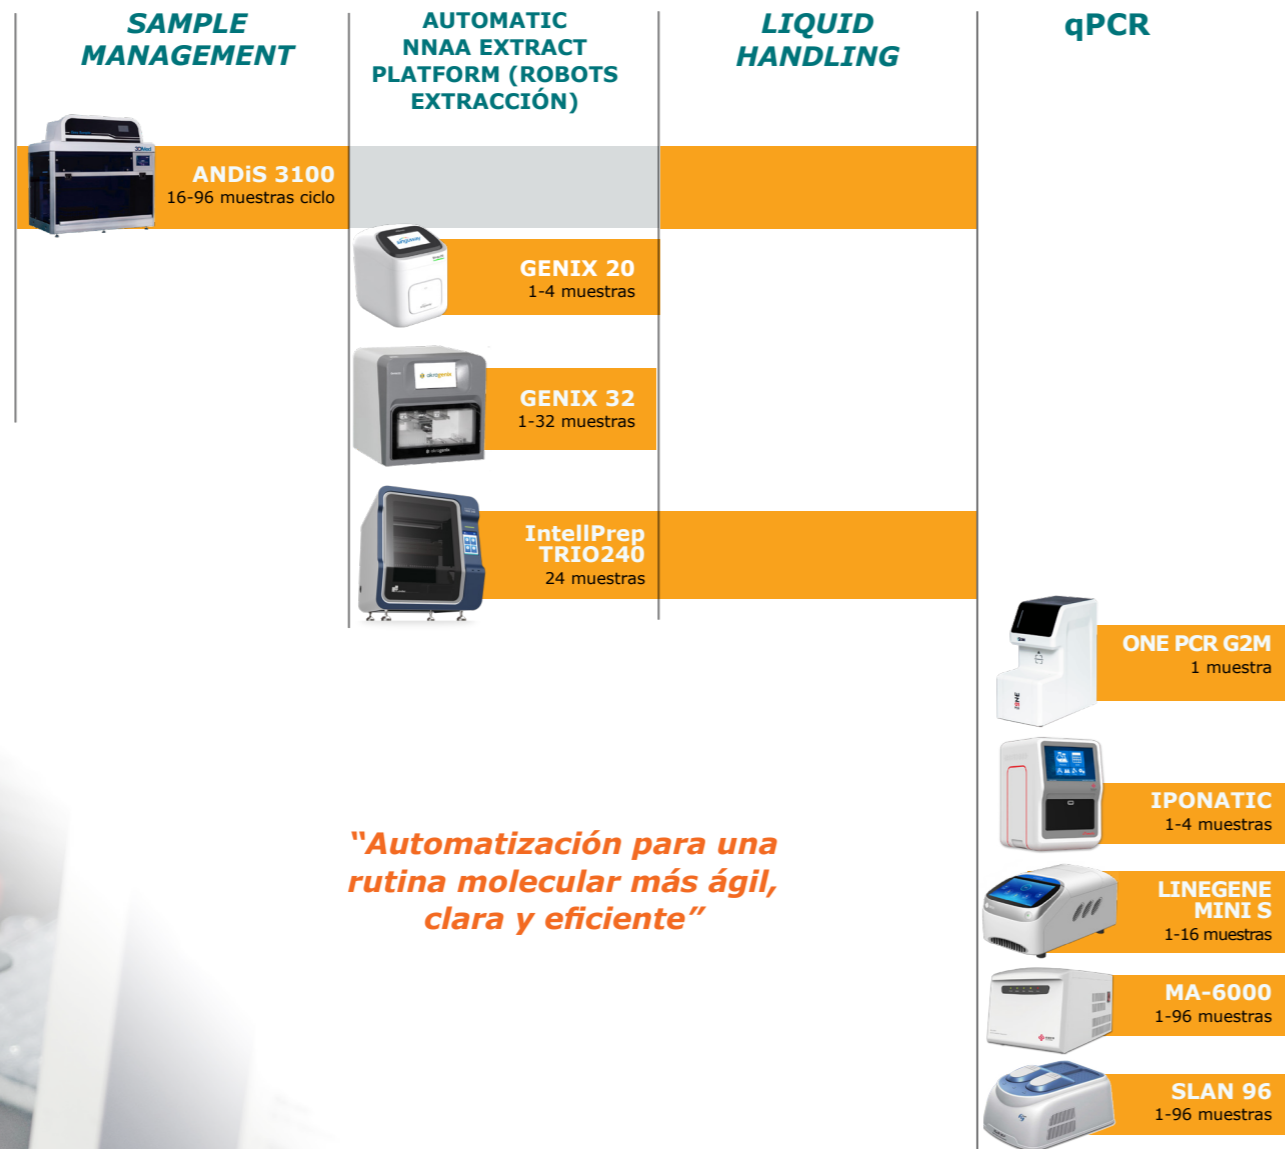 SAMPLE
MANAGEMENT
AUTOMATIC
NNAA EXTRACT
PLATFORM (ROBOTS
EXTRACCIÓN)
LIQUID
HANDLING
qPCR
ANDiS 3100
16-96 muestras ciclo
GENIX 20
1-4 muestras
GENIX 32
1-32 muestras
IntellPrep
TRIO240
24 muestras
ONE PCR G2M
1 muestra
IPONATIC
1-4 muestras
LINEGENE
MINI S
1-16 muestras
MA-6000
1-96 muestras
SLAN 96
1-96 muestras
“Automatización para una
rutina molecular más ágil,
clara y eficiente”